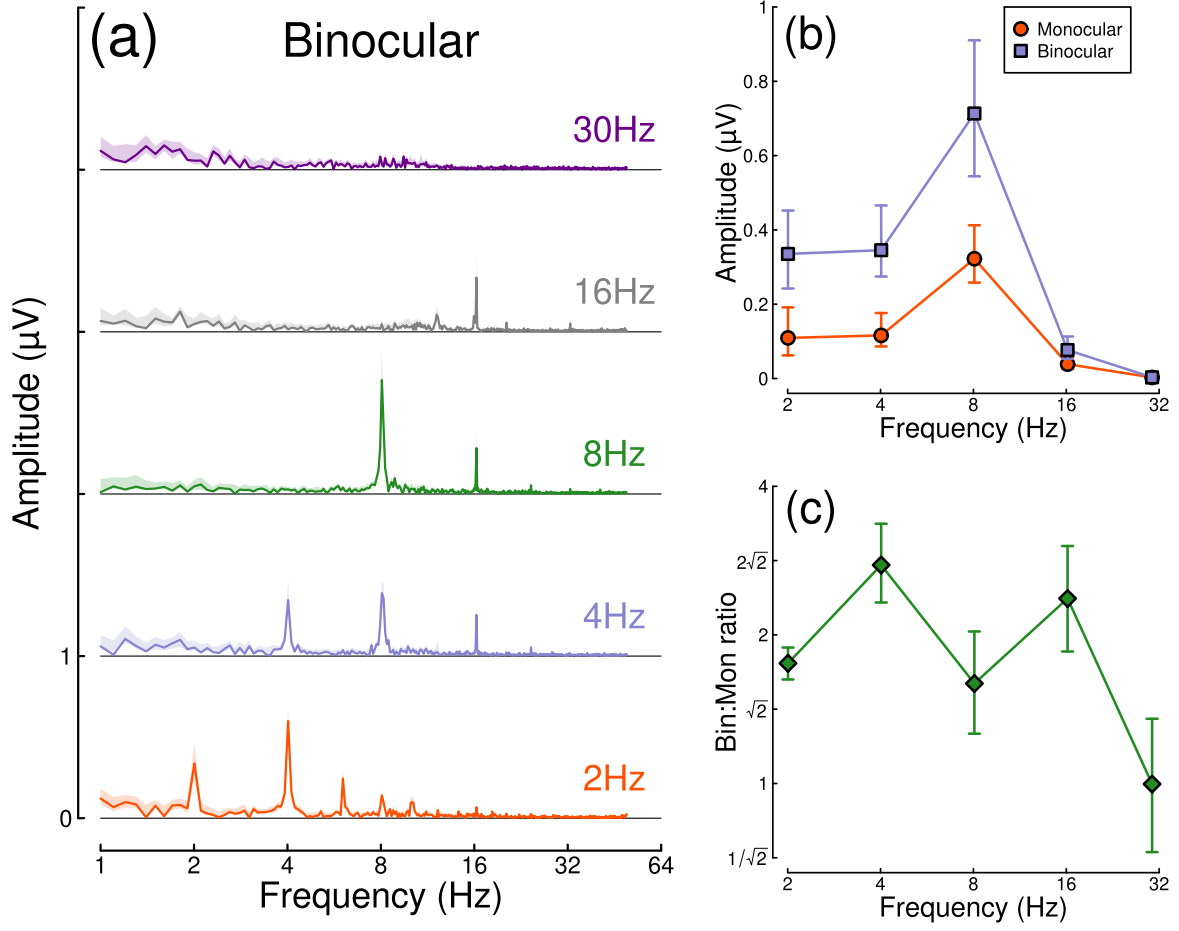 (a)
Binocular
30Hz
16Hz
8Hz
4Hz
2Hz
Amplitude (µV)
1
0
1 2 4 8 16 32 64
Frequency (Hz)
(b)
Monocular
Binocular
Amplitude (µV)
1
0.8
0.6
0.4
0.2
0
2 4 8 16 32
Frequency (Hz)
(c)
Bin:Mon ratio
4
2√2
2
√2
1
1/√2
2 4 8 16 32
Frequency (Hz)